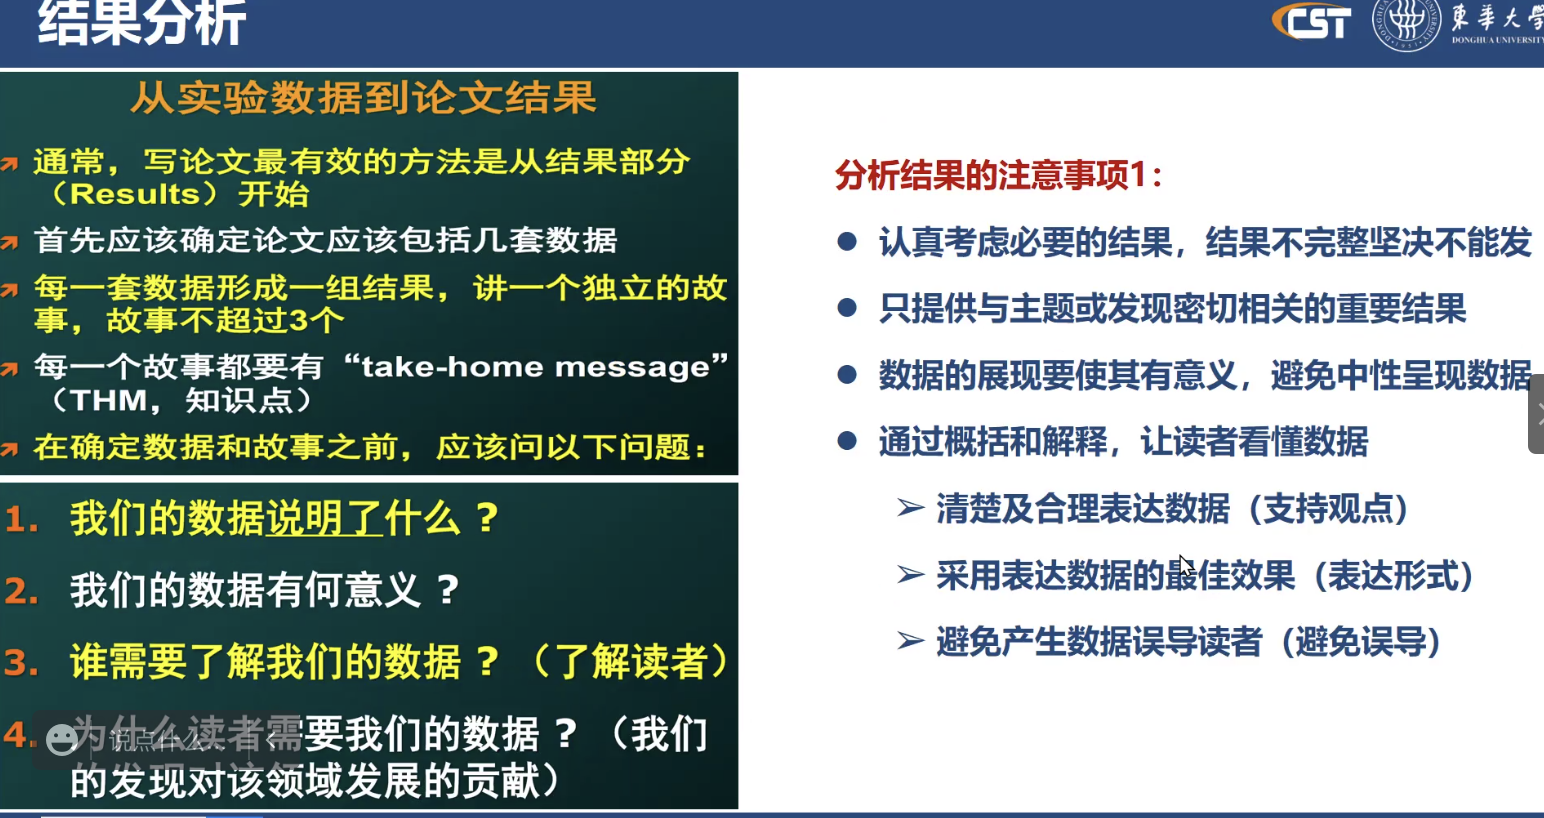 结果分析
CST
東華大學
DONGHUA UNIVERSITY
从实验数据到论文结果
通常，写论文最有效的方法是从结果部分
（Results）开始
首先应该确定论文应该包括几套数据
每一套数据形成一组结果，讲一个独立的故
事，故事不超过3个
每一个故事都要有“take-home message”
（THM，知识点）
在确定数据和故事之前，应该问以下问题：
1. 我们的数据说明了什么？
2. 我们的数据有何意义？
3. 谁需要了解我们的数据？（了解读者）
4. 为什么读者需要我们的数据？（我们
的发现对该领域发展的贡献）
说点什么...
分析结果的注意事项1：
● 认真考虑必要的结果，结果不完整坚决不能发
● 只提供与主题或发现密切相关的重要结果
● 数据的展现要使其有意义，避免中性呈现数据
● 通过概括和解释，让读者看懂数据
➢ 清楚及合理表达数据（支持观点）
➢ 采用表达数据的最佳效果（表达形式）
➢ 避免产生数据误导读者（避免误导）